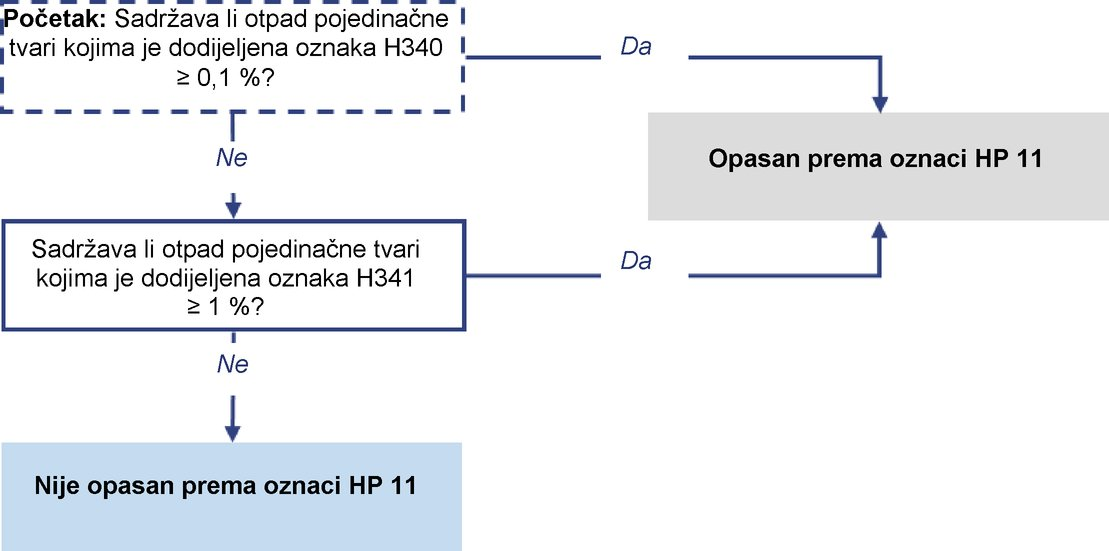 Početak: Sadržava li otpad pojedinačne
tvari kojima je dodijeljena oznaka H340
≥ 0,1 %?
Da
Opasan prema oznaci HP 11
Ne
Sadržava li otpad pojedinačne tvari
kojima je dodijeljena oznaka H341
≥ 1 %?
Da
Ne
Nije opasan prema oznaci HP 11